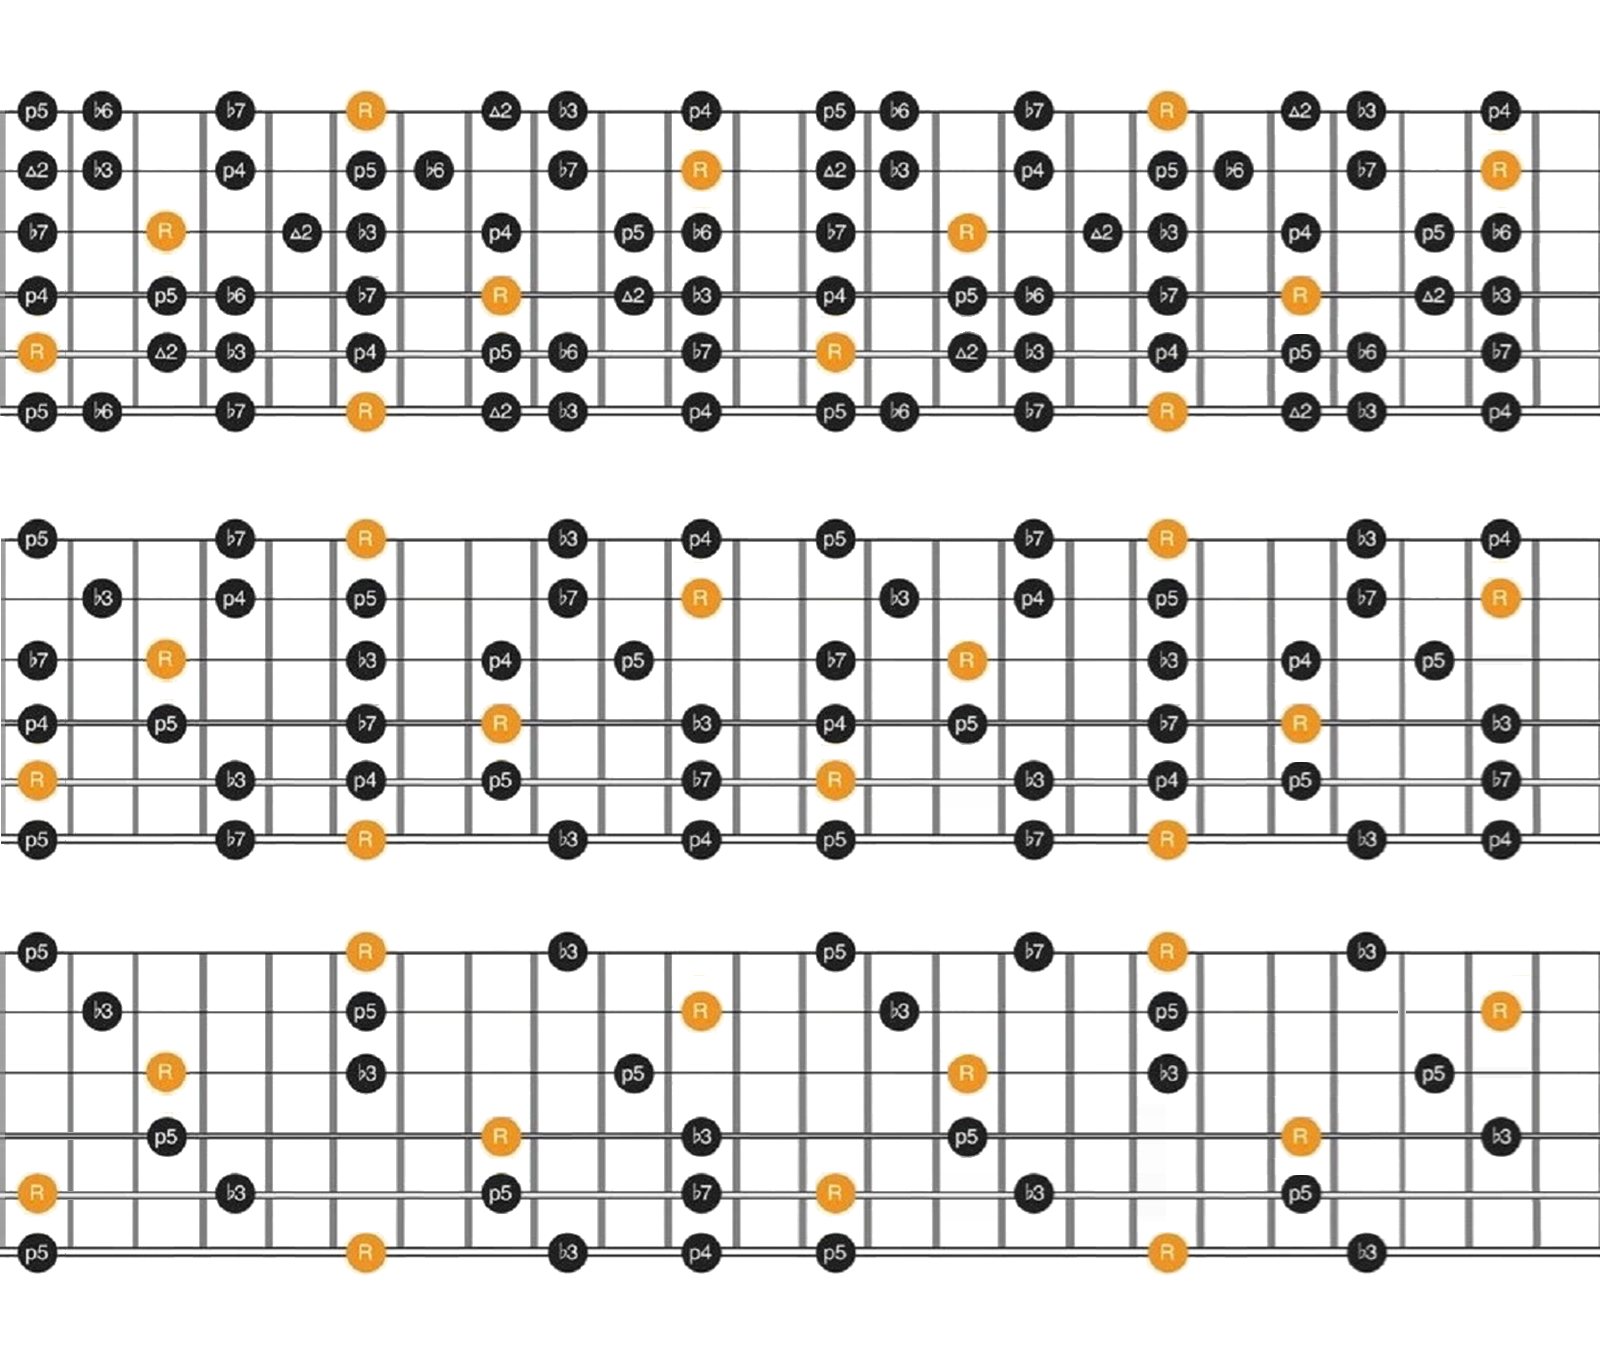 p5 ♭6 ♭7 R Δ2 ♭3 p4 p5 ♭6 ♭7 R Δ2 ♭3 p4
Δ2 ♭3 p4 p5 ♭6 ♭7 R Δ2 ♭3 p4 p5 ♭6 ♭7 R
♭7 R Δ2 ♭3 p4 p5 ♭6 ♭7 R Δ2 ♭3 p4 p5 ♭6
p4 p5 ♭6 ♭7 R Δ2 ♭3 p4 p5 ♭6 ♭7 R Δ2 ♭3
R Δ2 ♭3 p4 p5 ♭6 ♭7 R Δ2 ♭3 p4 p5 ♭6 ♭7
p5 ♭6 ♭7 R Δ2 ♭3 p4 p5 ♭6 ♭7 R Δ2 ♭3 p4
p5 ♭7 R ♭3 p4 p5 ♭7 R ♭3 p4
♭3 p4 p5 ♭7 R ♭3 p4 p5 ♭7 R
♭7 R ♭3 p4 p5 ♭7 R ♭3 p4 p5
p4 p5 ♭7 R ♭3 p4 p5 ♭7 R ♭3
R ♭3 p4 p5 ♭7 R ♭3 p4 p5 ♭7
p5 ♭7 R ♭3 p4 p5 ♭7 R ♭3 p4
p5 R ♭3 p5 ♭7 R ♭3
♭3 p5 R ♭3 p5 R
R ♭3 p5 R ♭3 p5
p5 R ♭3 p5 R ♭3
R ♭3 p5 ♭7 R ♭3 p5
p5 R ♭3 p4 p5 R ♭3